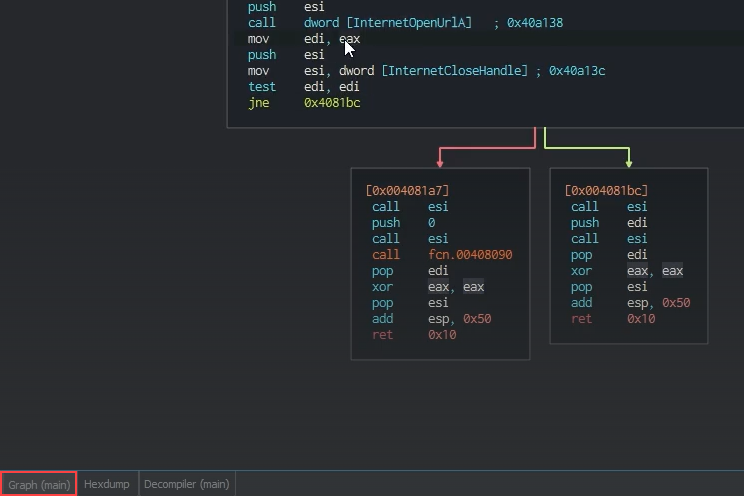 push esi
call dword [InternetOpenUrlA] ; 0x40a138
mov edi, eax
push esi
mov esi, dword [InternetCloseHandle] ; 0x40a13c
test edi, edi
jne 0x4081bc
[0x004081a7]
call esi
push 0
call esi
call fcn.00408090
pop edi
xor eax, eax
pop esi
add esp, 0x50
ret 0x10
[0x004081bc]
call esi
push edi
call esi
pop edi
xor eax, eax
pop esi
add esp, 0x50
ret 0x10
Graph (main) Hexdump Decompiler (main)